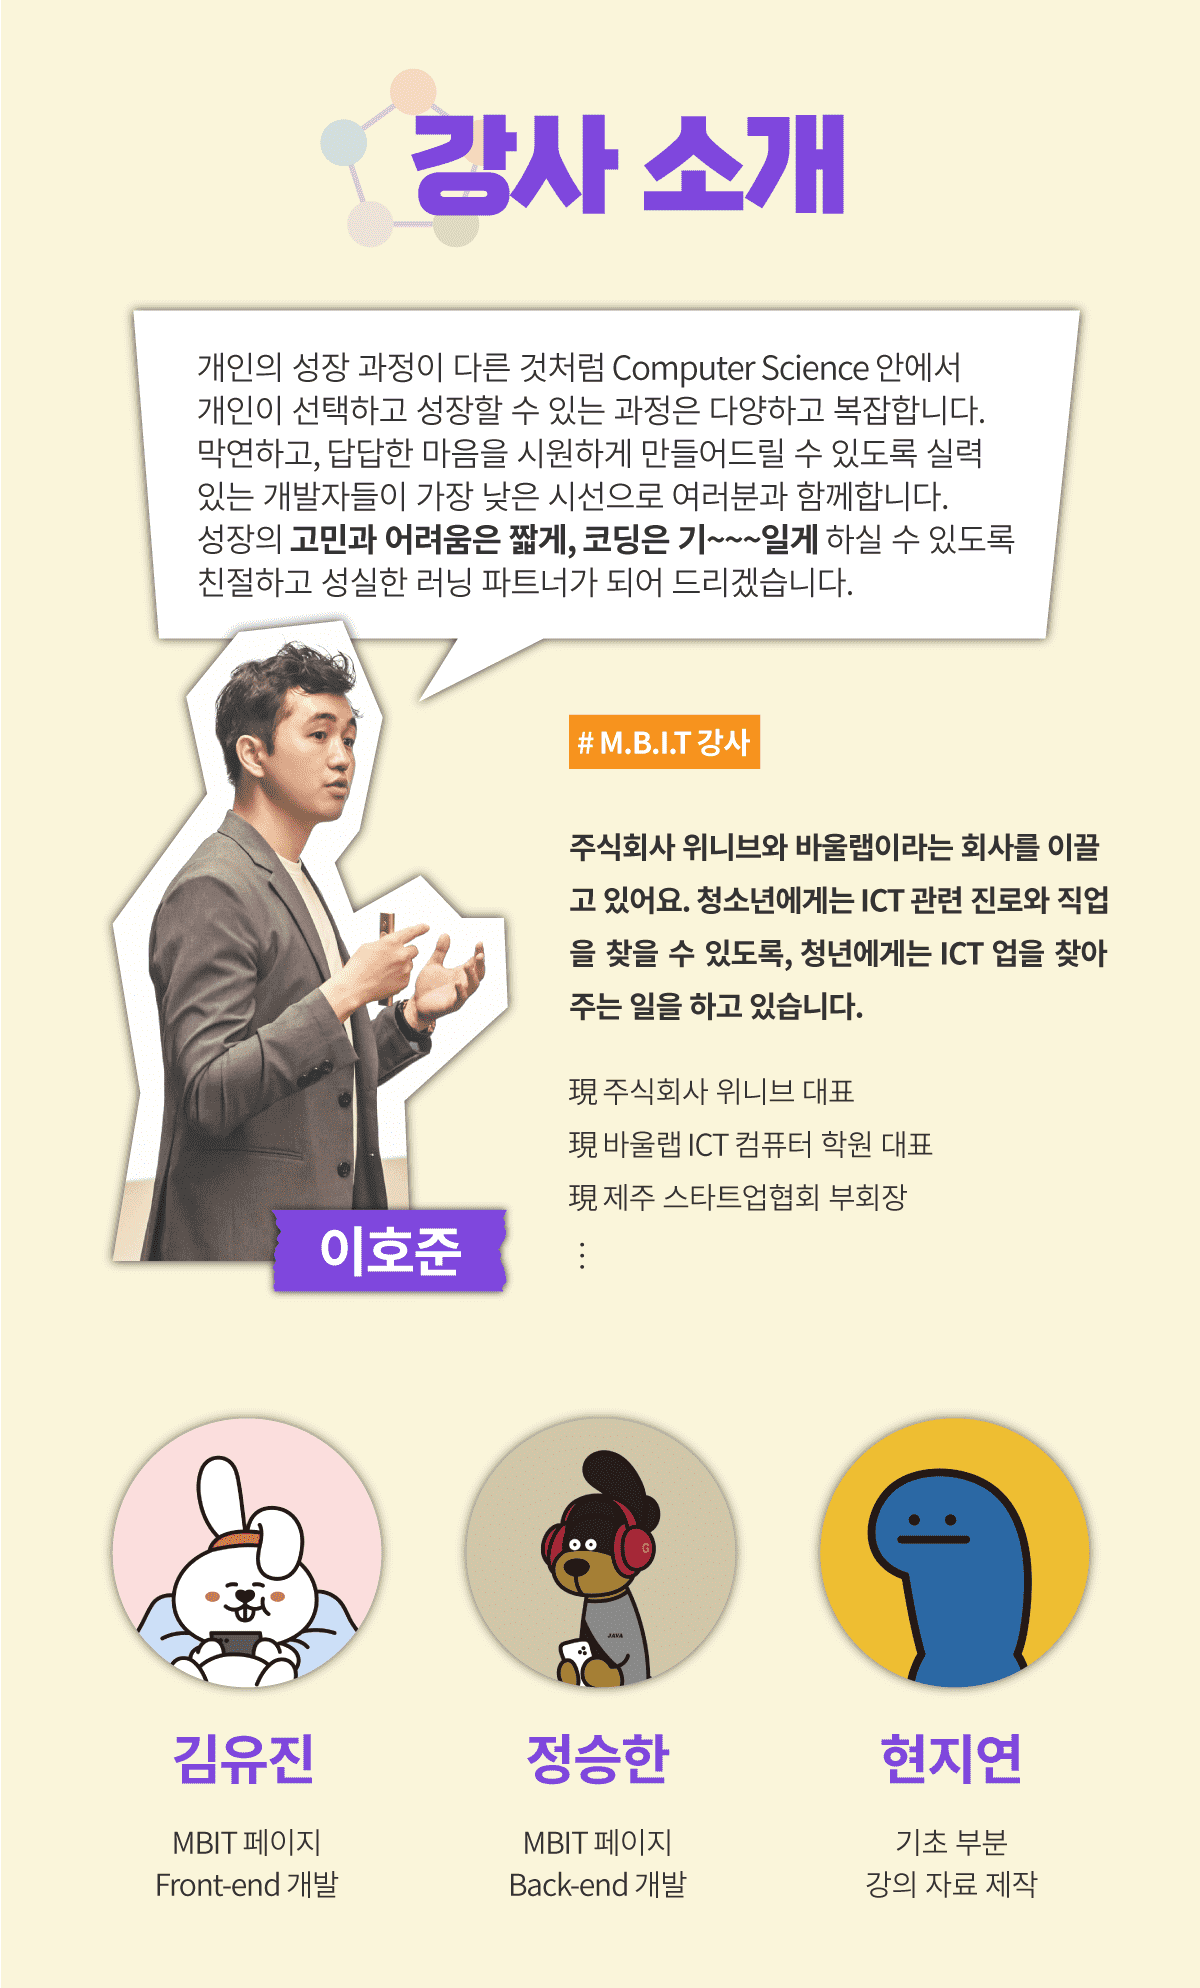 강사 소개
개인의 성장 과정이 다른 것처럼 Computer Science 안에서
개인이 선택하고 성장할 수 있는 과정은 다양하고 복잡합니다.
막연하고, 답답한 마음을 시원하게 만들어드릴 수 있도록 실력
있는 개발자들이 가장 낮은 시선으로 여러분과 함께합니다.
성장의 고민과 어려움은 짧게, 코딩은 기~~~일게 하실 수 있도록
친절하고 성실한 러닝 파트너가 되어 드리겠습니다.
# M.B.I.T 강사
주식회사 위니브와 바울랩이라는 회사를 이끌
고 있어요. 청소년에게는 ICT 관련 진로와 직업
을 찾을 수 있도록, 청년에게는 ICT 업을 찾아
주는 일을 하고 있습니다.
現 주식회사 위니브 대표
現 바울랩 ICT 컴퓨터 학원 대표
現 제주 스타트업협회 부회장
⋮
이호준
G
JAVA
김유진
MBIT 페이지
Front-end 개발
정승한
MBIT 페이지
Back-end 개발
현지연
기초 부분
강의 자료 제작